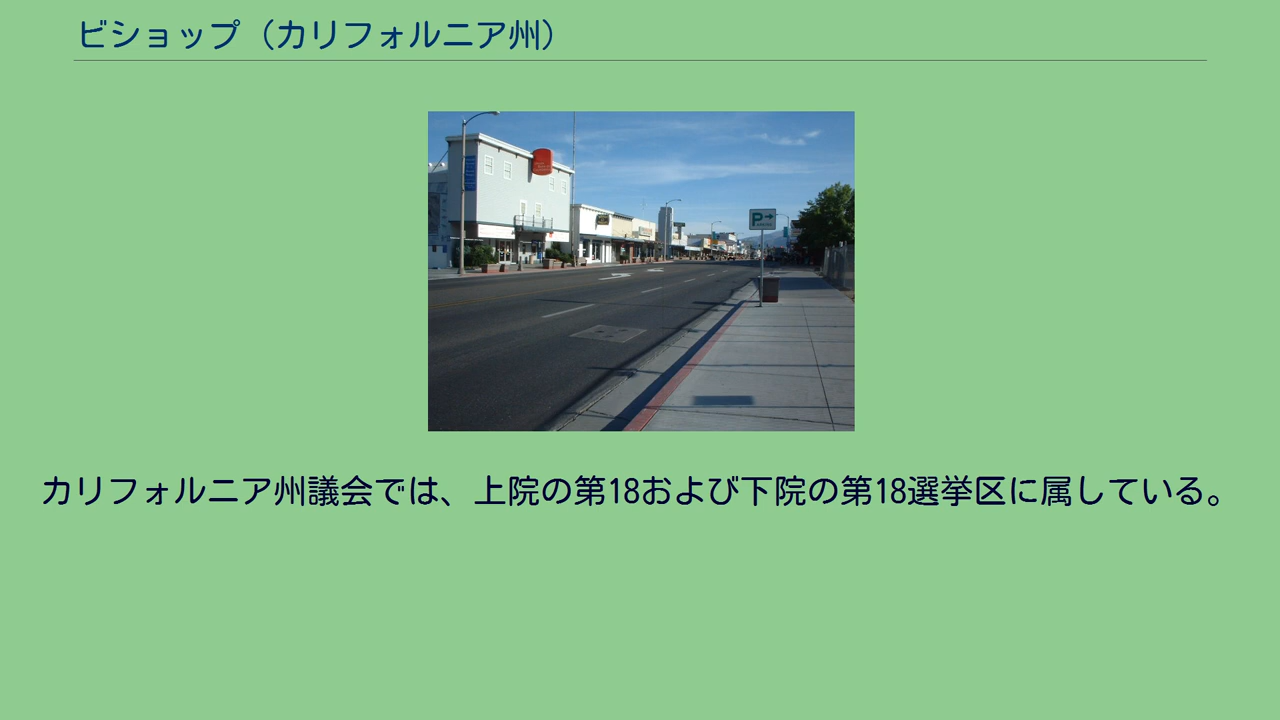 ビショップ（カリフォルニア州）
P→
カリフォルニア州議会では、上院の第18および下院の第18選挙区に属している。